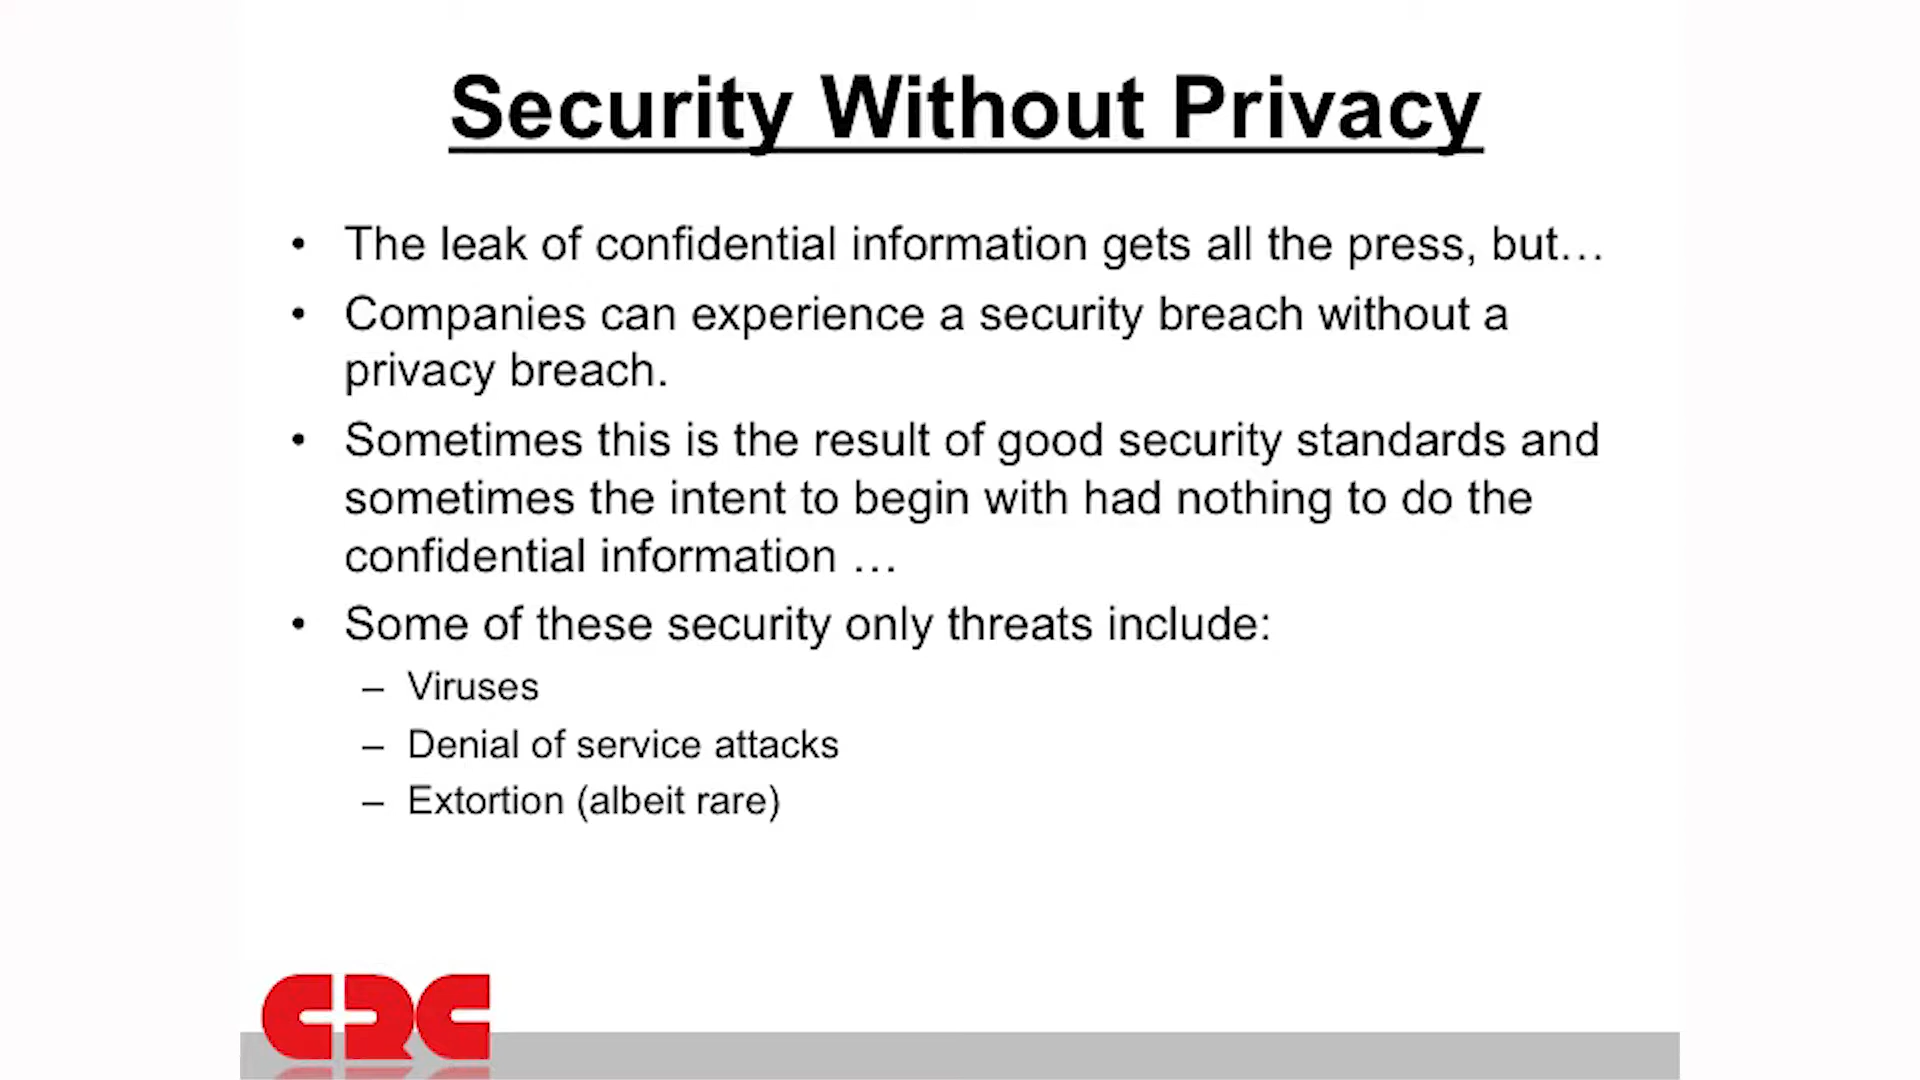 Security Without Privacy
• The leak of confidential information gets all the press, but…
• Companies can experience a security breach without a
privacy breach.
• Sometimes this is the result of good security standards and
sometimes the intent to begin with had nothing to do the
confidential information …
• Some of these security only threats include:
– Viruses
– Denial of service attacks
– Extortion (albeit rare)
CRC